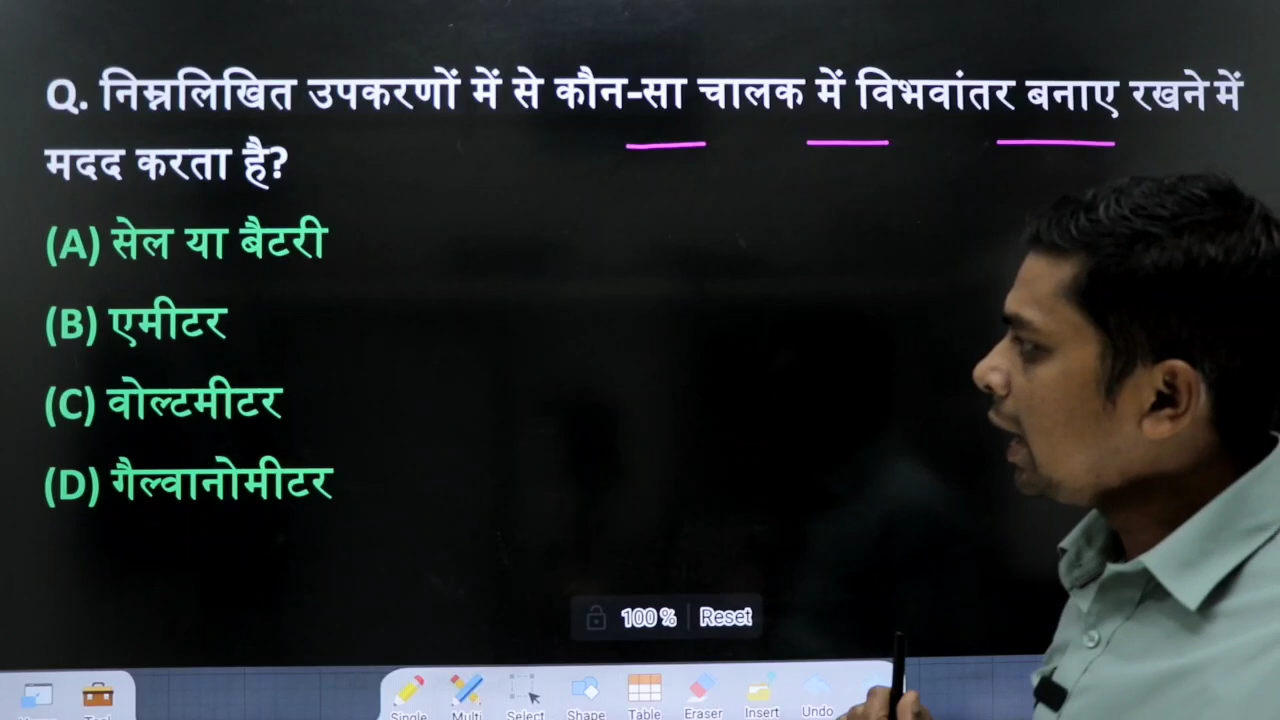 Q. निम्नलिखित उपकरणों में से कौन-सा चालक में विभवांतर बनाए रखने में
मदद करता है?
(A) सेल या बैटरी
(B) एमीटर
(C) वोल्टमीटर
(D) गैल्वानोमीटर
100 % Reset
Single Multi Select Shape Table Eraser Insert Undo